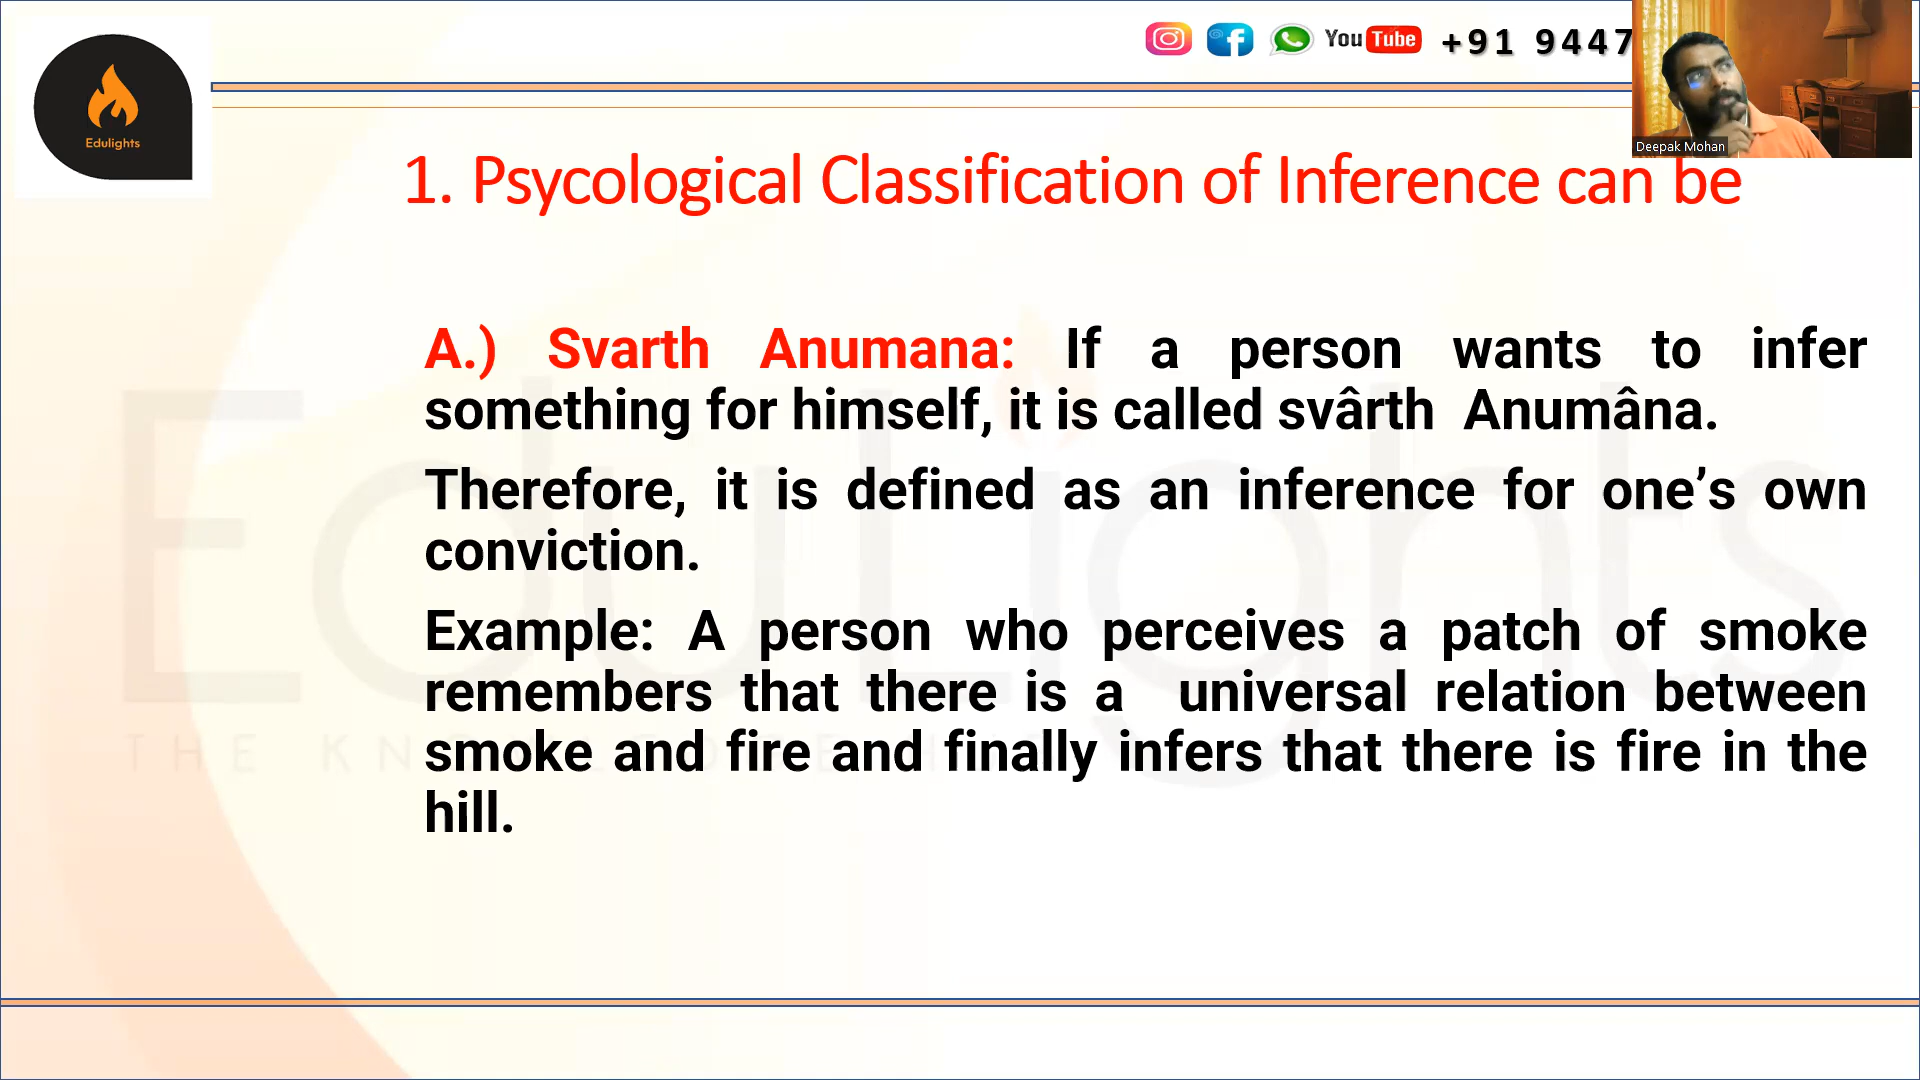 Edulights
You Tube +91 9447
Deepak Mohan
1. Psycological Classification of Inference can be
A.) Svarth Anumana: If a person wants to infer
something for himself, it is called svârth Anumâna.
Therefore, it is defined as an inference for one’s own
conviction.
Example: A person who perceives a patch of smoke
remembers that there is a universal relation between
smoke and fire and finally infers that there is fire in the
hill.
EduLights